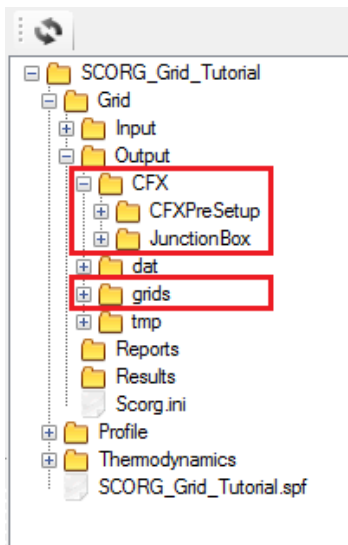 SCORG_Grid_Tutorial
Grid
Input
Output
CFX
CFXPreSetup
JunctionBox
dat
grids
tmp
Reports
Results
Scorg.ini
Profile
Thermodynamics
SCORG_Grid_Tutorial.spf